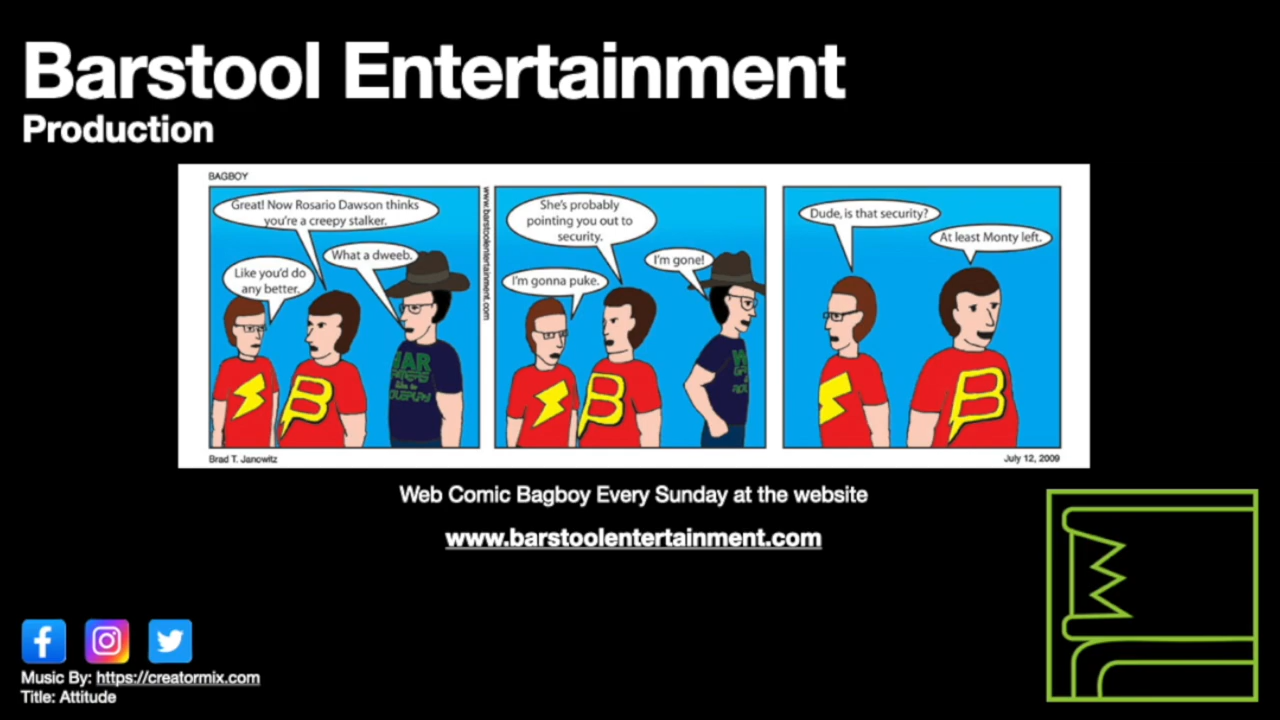 Barstool Entertainment
Production
BAGBOY
Great! Now Rosario Dawson thinks
you're a creepy stalker.
What a dweeb.
Like you'd do
any better.
www.barstoolentertainment.com
She's probably
pointing you out to
security.
I'm gone!
I'm gonna puke.
Dude, is that security?
At least Monty left.
B
B
B
Brad T. Janowitz
July 12, 2009
Web Comic Bagboy Every Sunday at the website
www.barstoolentertainment.com
Music By: https://creatormix.com
Title: Attitude